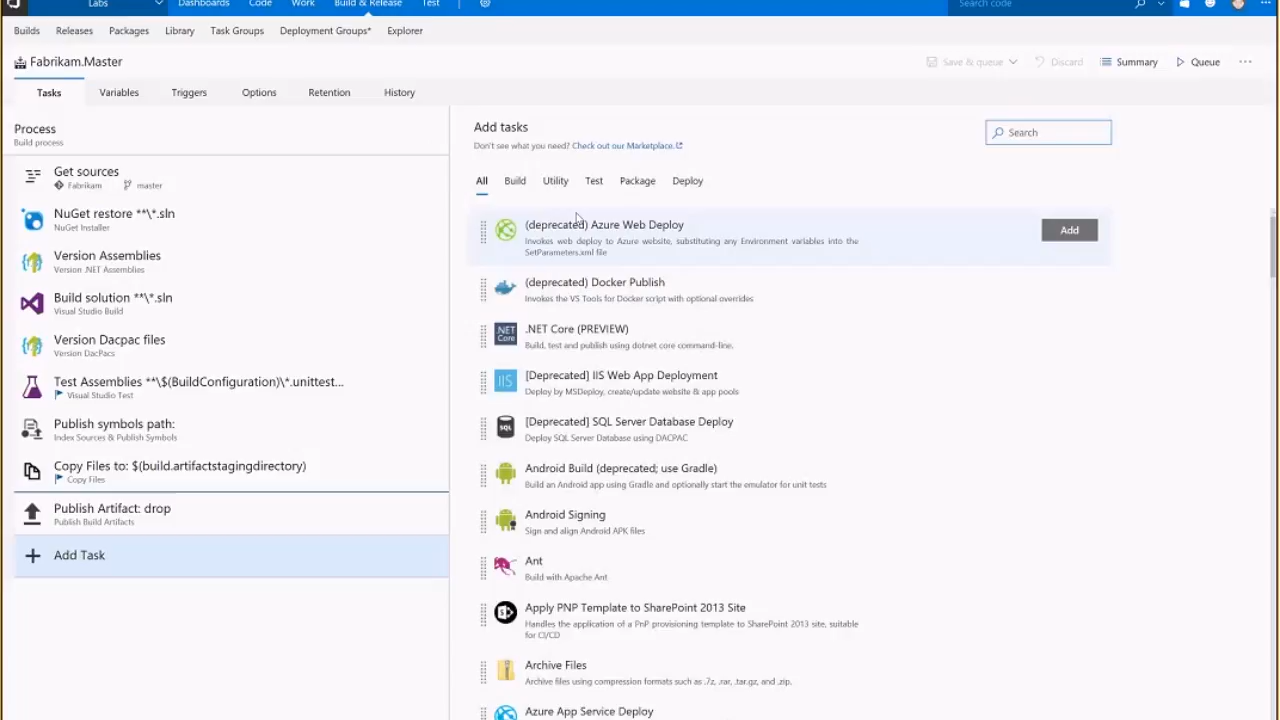 Labs Dashboards Code Work Build & Release Test Search code
Builds Releases Packages Library Task Groups Deployment Groups* Explorer
Fabrikam.Master Save & queue Discard Summary Queue
Tasks Variables Triggers Options Retention History
Process
Build process
Get sources
Fabrikam master
NuGet restore **\*.sln
NuGet Installer
Version Assemblies
Version .NET Assemblies
Build solution **\*.sln
Visual Studio Build
Version Dacpac files
Version DacPacs
Test Assemblies **\$(BuildConfiguration)\*.unittest...
Visual Studio Test
Publish symbols path:
Index Sources & Publish Symbols
Copy Files to: $(build.artifactstagingdirectory)
Copy Files
Publish Artifact: drop
Publish Build Artifacts
Add Task
Add tasks
Search
Don't see what you need? Check out our Marketplace.
All Build Utility Test Package Deploy
(deprecated) Azure Web Deploy
Add
Invokes web deploy to Azure website, substituting any Environment variables into the
SetParameters.xml file
(deprecated) Docker Publish
Invokes the VS Tools for Docker script with optional overrides
.NET
Core
.NET Core (PREVIEW)
Build, test and publish using dotnet core command-line.
IIS
[Deprecated] IIS Web App Deployment
Deploy by MSDeploy, create/update website & app pools
SQL
[Deprecated] SQL Server Database Deploy
Deploy SQL Server Database using DACPAC
Android Build (deprecated; use Gradle)
Build an Android app using Gradle and optionally start the emulator for unit tests
Android Signing
Sign and align Android APK files
Ant
Build with Apache Ant
Apply PNP Template to SharePoint 2013 Site
Handles the application of a PnP provisioning template to SharePoint 2013 site, suitable
for CI/CD
Archive Files
Archive files using compression formats such as .7z, .rar, .tar.gz, and .zip.
Azure App Service Deploy